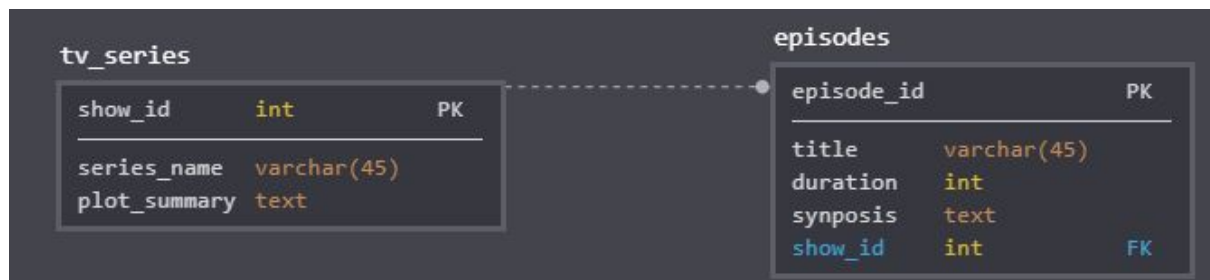 tv_series
show_id int PK
series_name varchar(45)
plot_summary text
episodes
episode_id PK
title varchar(45)
duration int
synposis text
show_id int FK